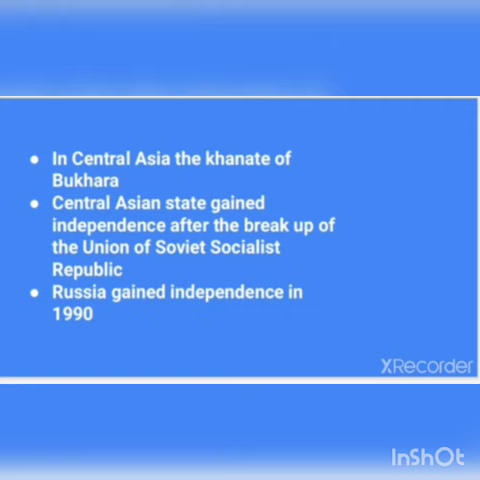 ● In Central Asia the khanate of
Bukhara
● Central Asian state gained
independence after the break up of
the Union of Soviet Socialist
Republic
● Russia gained independence in
1990
XRecorder
InShOt